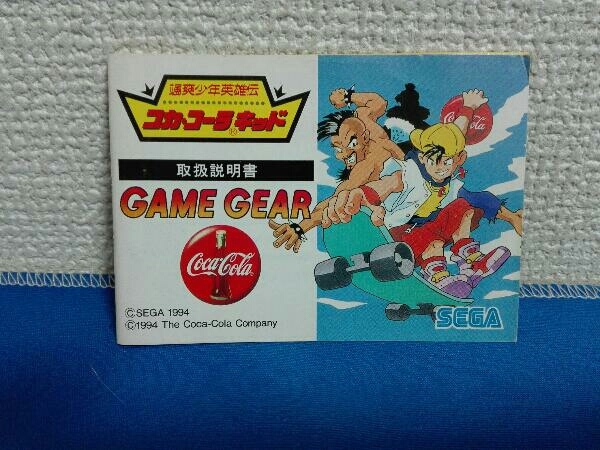 颯爽少年英雄伝
コカ・コーラキッド®
取扱説明書
GAME GEAR
Coca-Cola
©SEGA 1994
©1994 The Coca-Cola Company
Coca-Cola
SEGA